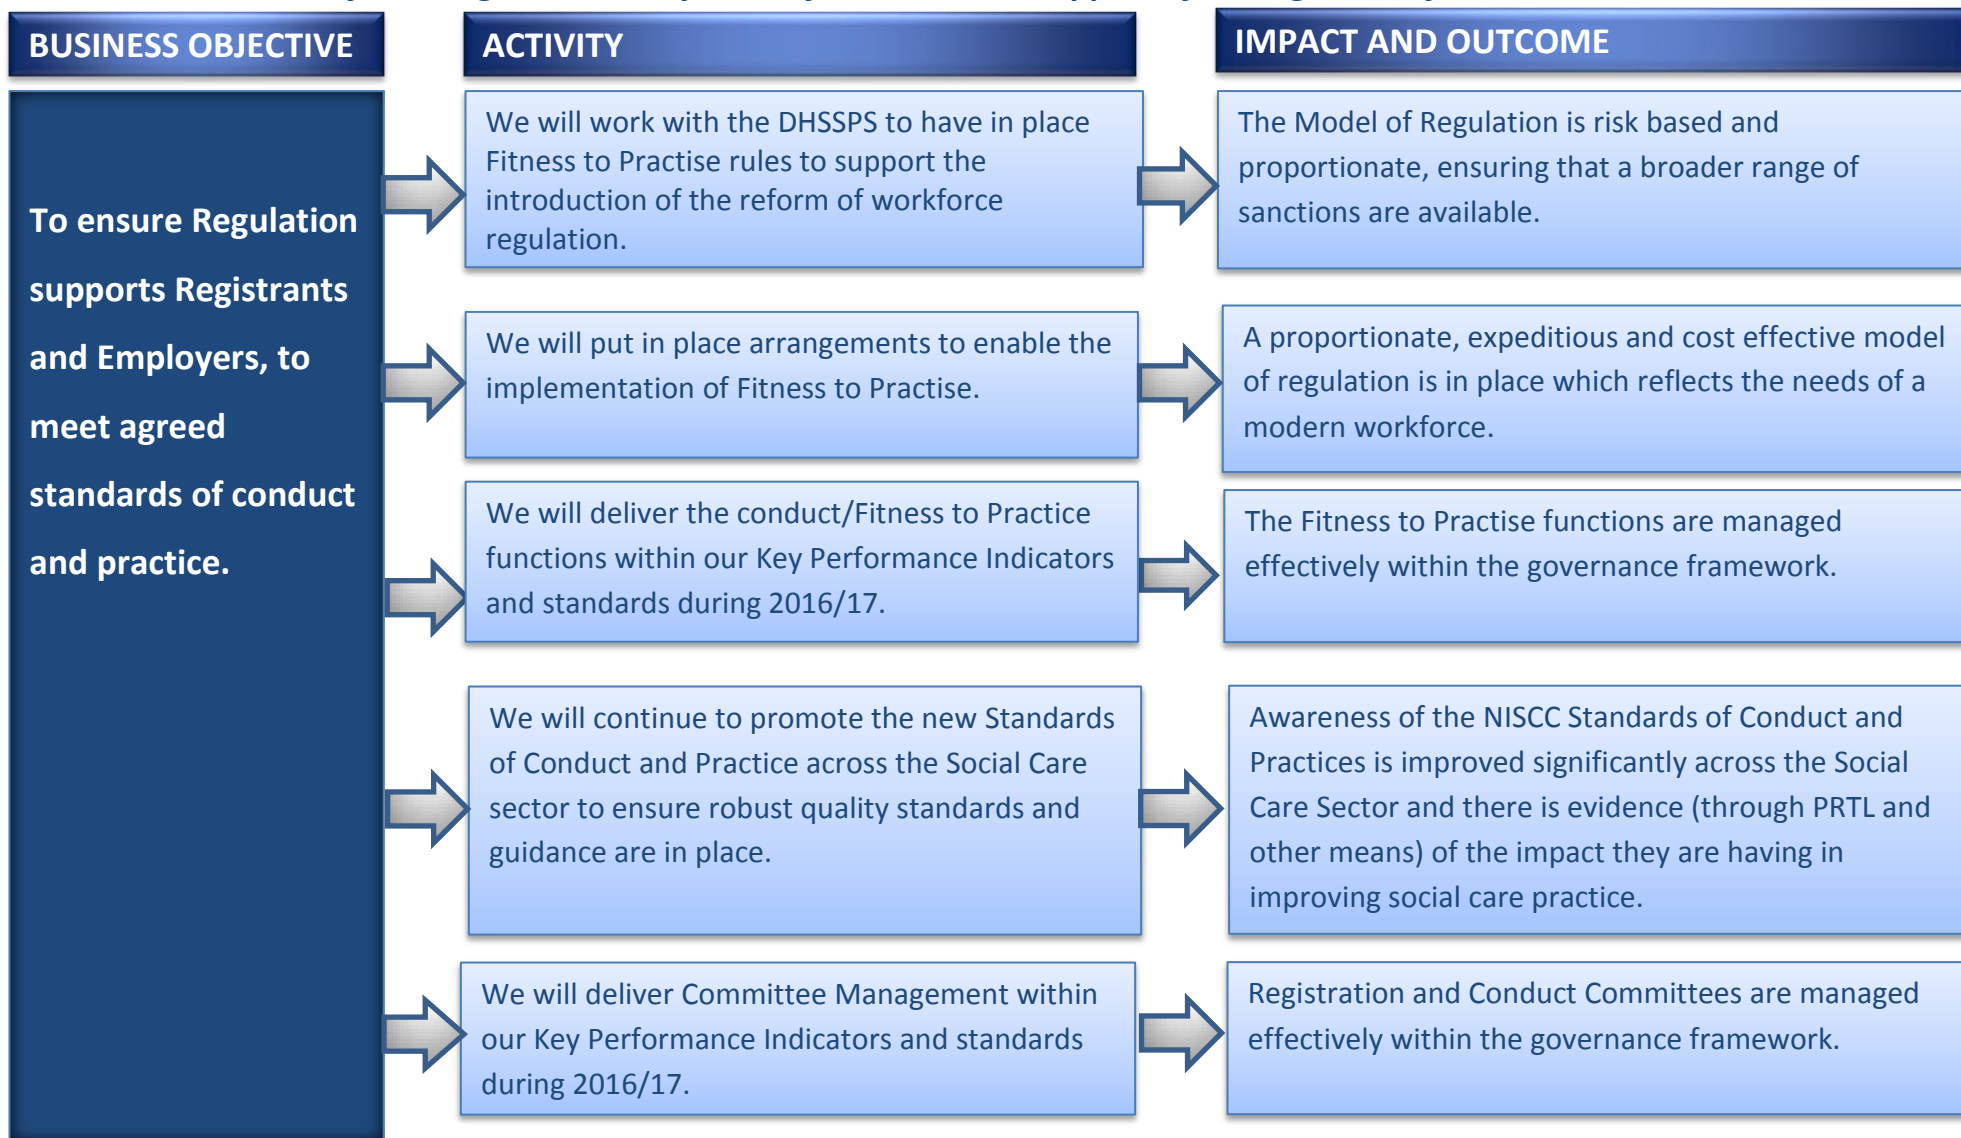 BUSINESS OBJECTIVE
ACTIVITY
IMPACT AND OUTCOME
To ensure Regulation
supports Registrants
and Employers, to
meet agreed
standards of conduct
and practice.
We will work with the DHSSPS to have in place
Fitness to Practise rules to support the
introduction of the reform of workforce
regulation.
The Model of Regulation is risk based and
proportionate, ensuring that a broader range of
sanctions are available.
We will put in place arrangements to enable the
implementation of Fitness to Practise.
A proportionate, expeditious and cost effective model
of regulation is in place which reflects the needs of a
modern workforce.
We will deliver the conduct/Fitness to Practice
functions within our Key Performance Indicators
and standards during 2016/17.
The Fitness to Practise functions are managed
effectively within the governance framework.
We will continue to promote the new Standards
of Conduct and Practice across the Social Care
sector to ensure robust quality standards and
guidance are in place.
Awareness of the NISCC Standards of Conduct and
Practices is improved significantly across the Social
Care Sector and there is evidence (through PRTL and
other means) of the impact they are having in
improving social care practice.
We will deliver Committee Management within
our Key Performance Indicators and standards
during 2016/17.
Registration and Conduct Committees are managed
effectively within the governance framework.